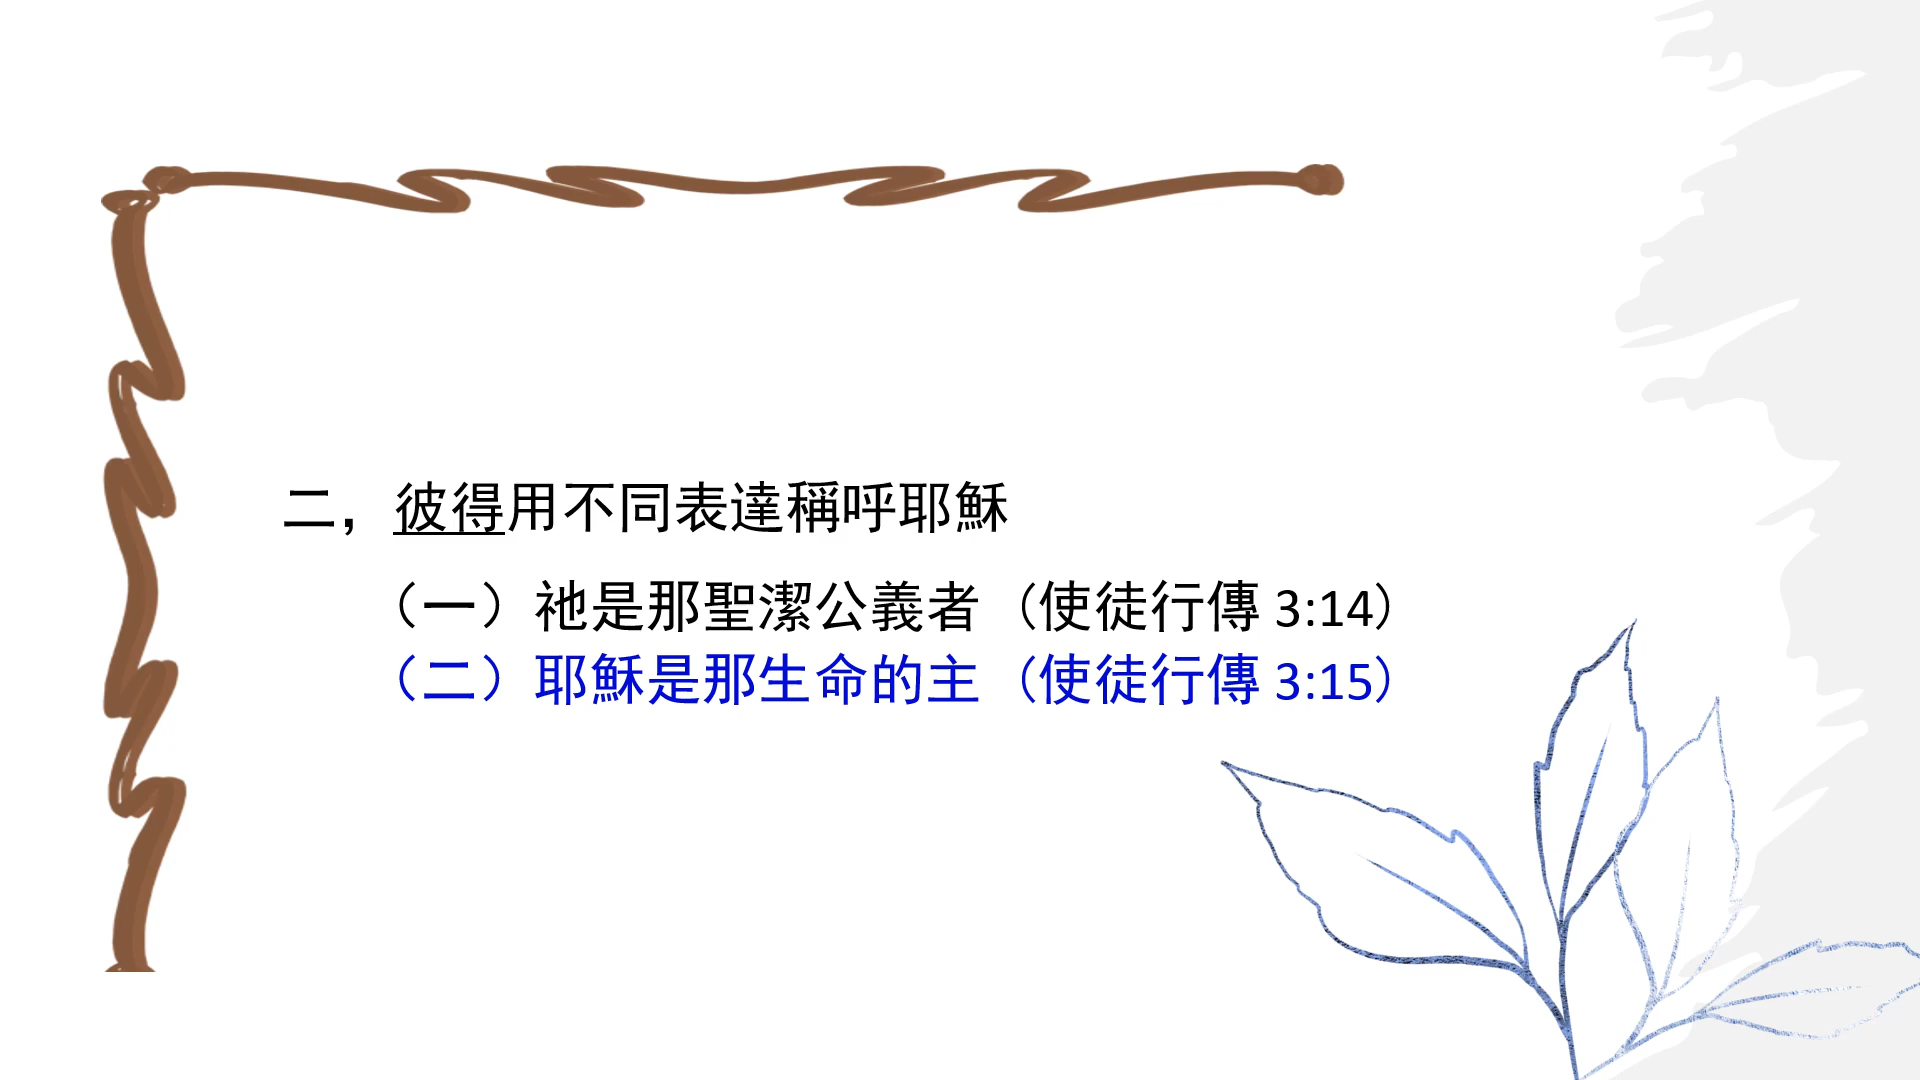 二，彼得用不同表達稱呼耶穌
（一）祂是那聖潔公義者（使徒行傳 3:14）
（二）耶穌是那生命的主（使徒行傳 3:15）